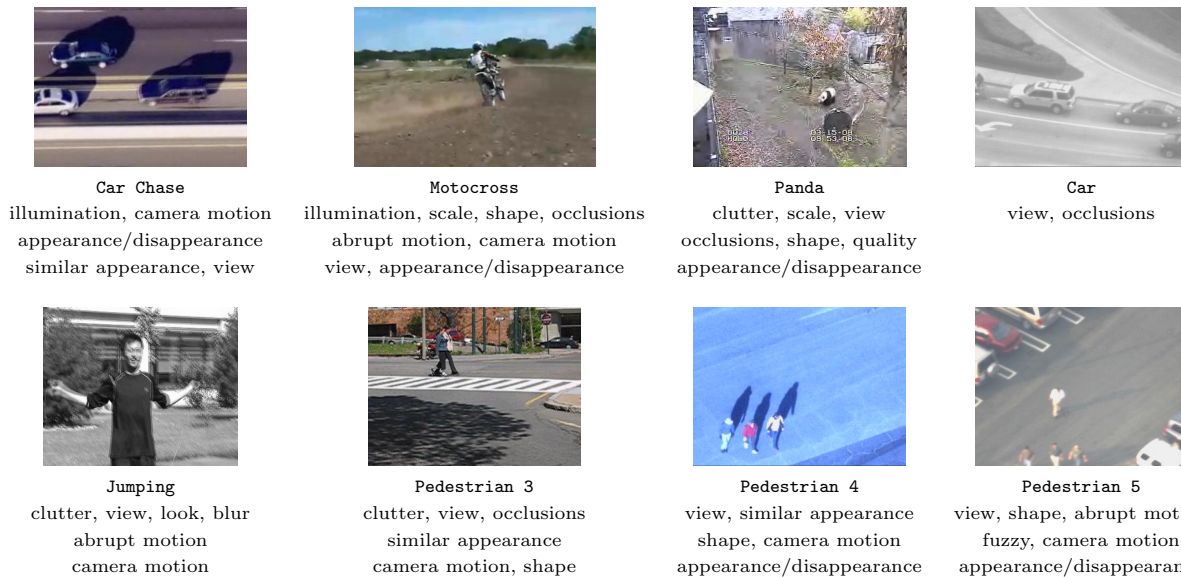 Car Chase
illumination, camera motion
appearance/disappearance
similar appearance, view
Motocross
illumination, scale, shape, occlusions
abrupt motion, camera motion
view, appearance/disappearance
Panda
clutter, scale, view
occlusions, shape, quality
appearance/disappearance
Car
view, occlusions
Jumping
clutter, view, look, blur
abrupt motion
camera motion
Pedestrian 3
clutter, view, occlusions
similar appearance
camera motion, shape
Pedestrian 4
view, similar appearance
shape, camera motion
appearance/disappearance
Pedestrian 5
view, shape, abrupt mot
fuzzy, camera motion
appearance/disappearan